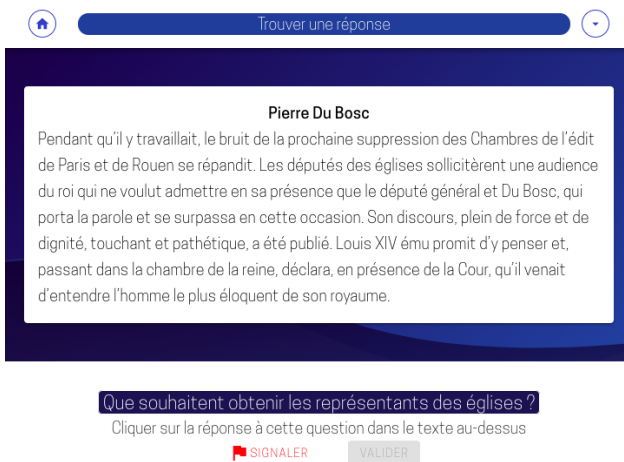 Trouver une réponse
Pierre Du Bosc
Pendant qu'il y travaillait, le bruit de la prochaine suppression des Chambres de l'édit
de Paris et de Rouen se répandit. Les députés des églises sollicitèrent une audience
du roi qui ne voulut admettre en sa présence que le député général et Du Bosc, qui
porta la parole et se surpassa en cette occasion. Son discours, plein de force et de
dignité, touchant et pathétique, a été publié. Louis XIV ému promit d'y penser et,
passant dans la chambre de la reine, déclara, en présence de la Cour, qu'il venait
d'entendre l'homme le plus éloquent de son royaume.
Que souhaitent obtenir les représentants des églises ?
Cliquer sur la réponse à cette question dans le texte au-dessus
SIGNALER VALIDER